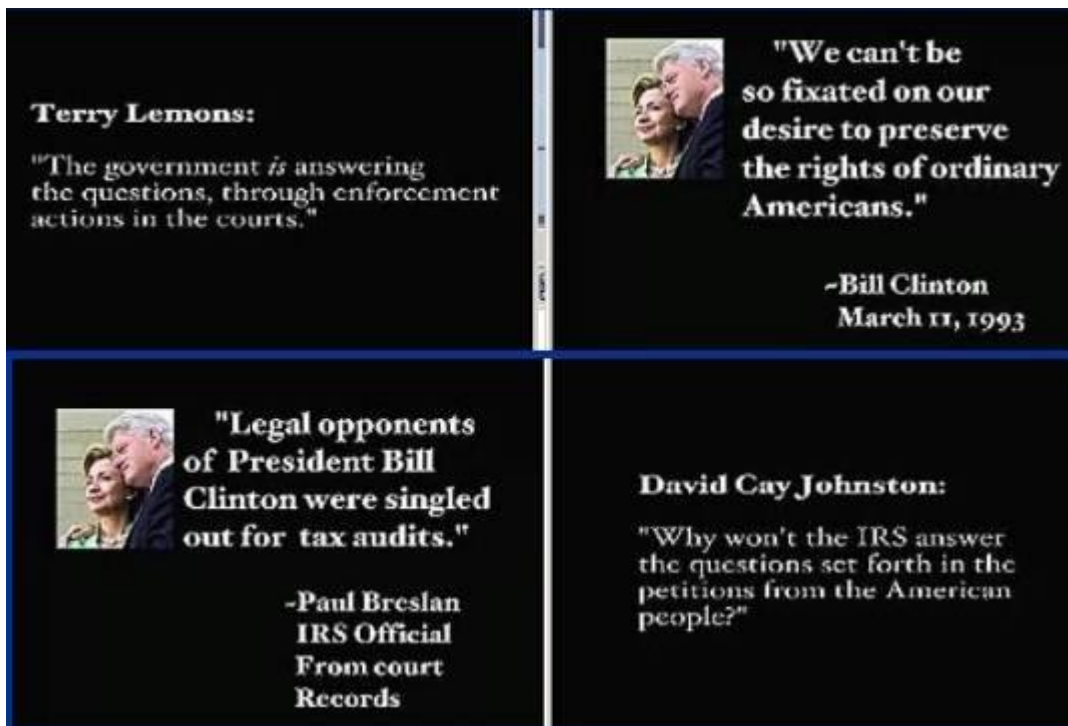 Terry Lemons:
"The government is answering
the questions, through enforcement
actions in the courts."
"We can't be
so fixated on our
desire to preserve
the rights of ordinary
Americans."
~Bill Clinton
March 11, 1993
"Legal opponents
of President Bill
Clinton were singled
out for tax audits."
~Paul Breslan
IRS Official
From court
Records
David Cay Johnston:
"Why won't the IRS answer
the questions set forth in the
petitions from the American
people?"